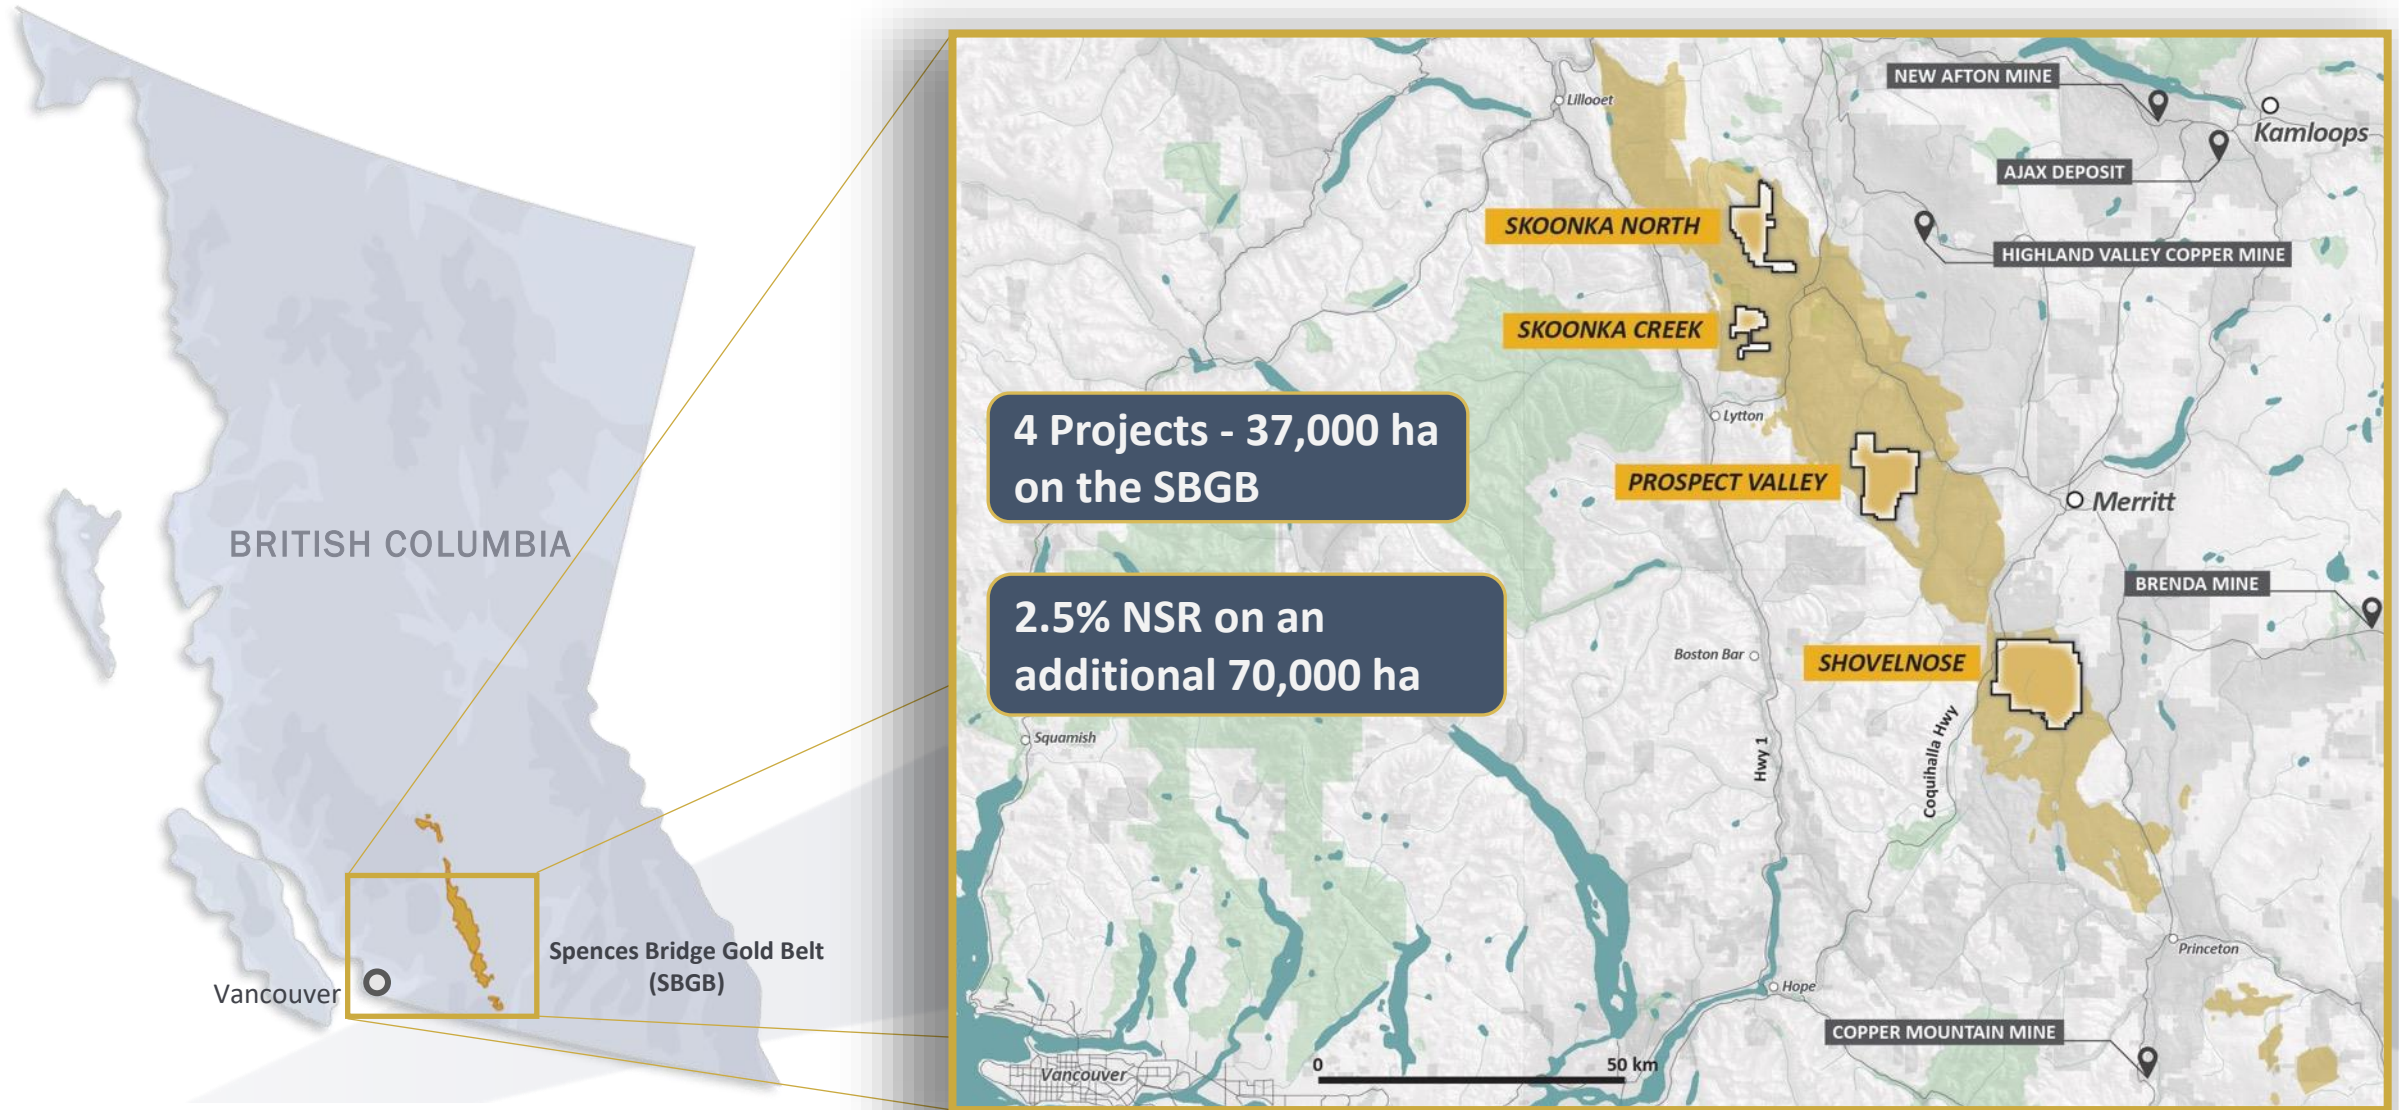 BRITISH COLUMBIA
Vancouver
Spences Bridge Gold Belt
(SBGB)
4 Projects - 37,000 ha
on the SBGB
2.5% NSR on an
additional 70,000 ha
NEW AFTON MINE
Lillooet
Kamloops
AJAX DEPOSIT
SKOONKA NORTH
HIGHLAND VALLEY COPPER MINE
SKOONKA CREEK
Lytton
PROSPECT VALLEY
Merritt
BRENDA MINE
Boston Bar
SHOVELNOSE
Squamish
Hwy 1
Coquihalla Hwy
Princeton
Hope
COPPER MOUNTAIN MINE
0 50 km
Vancouver